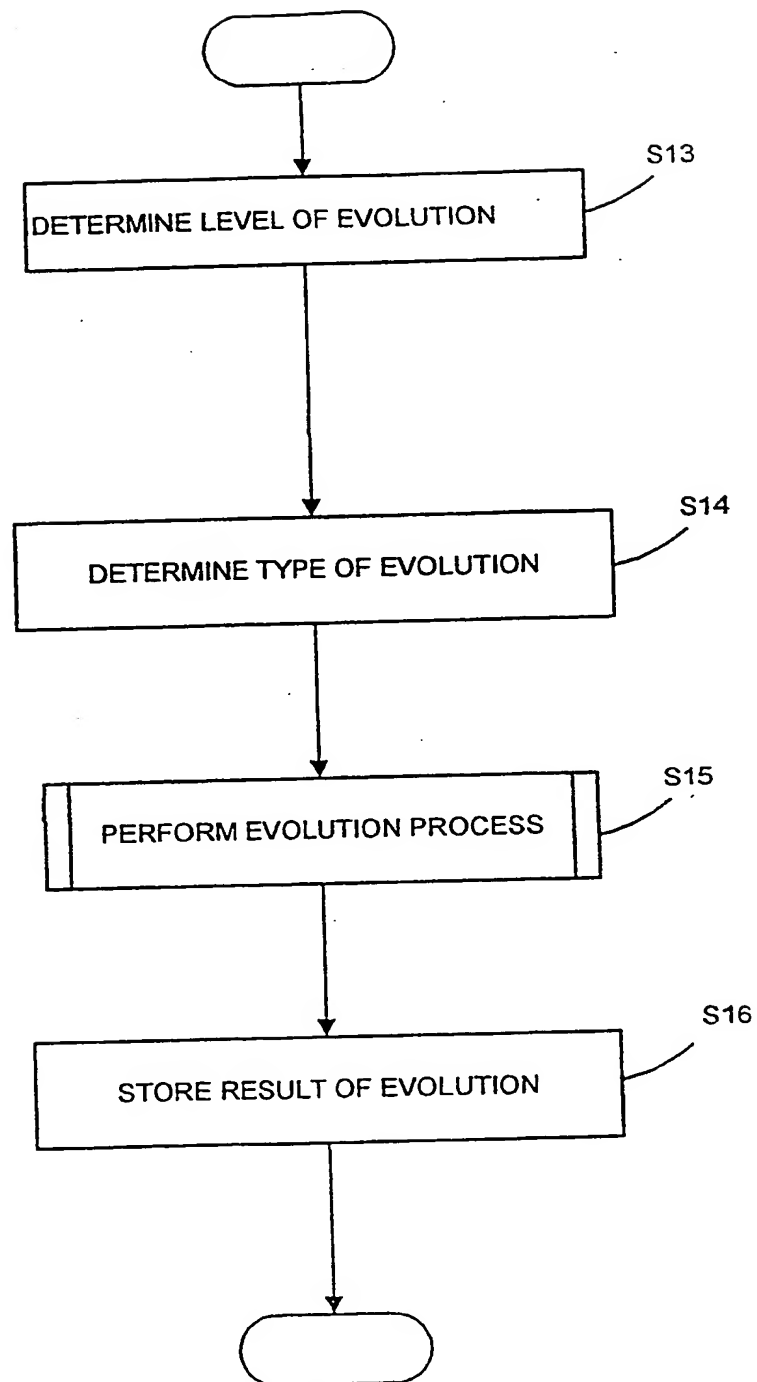 S13
DETERMINE LEVEL OF EVOLUTION
S14
DETERMINE TYPE OF EVOLUTION
S15
PERFORM EVOLUTION PROCESS
S16
STORE RESULT OF EVOLUTION